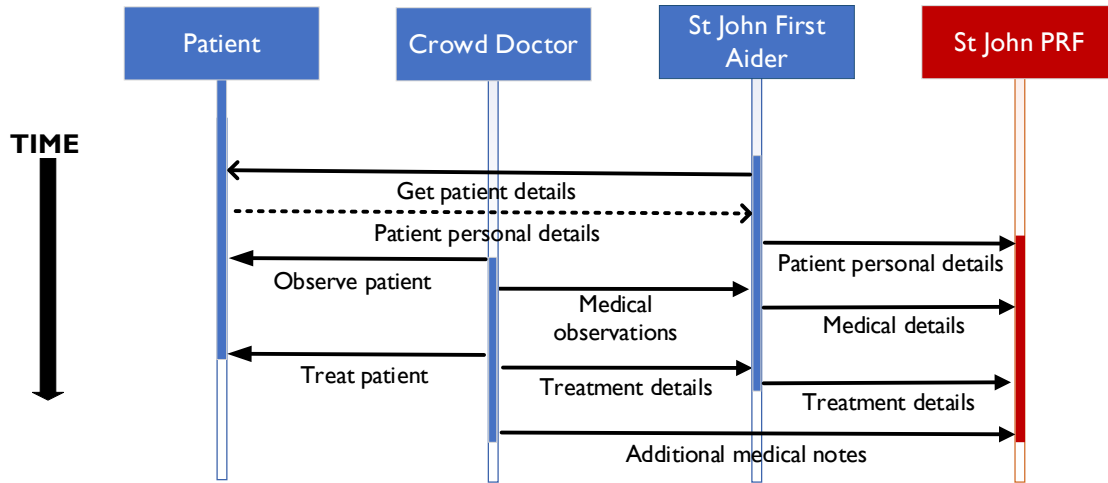 Patient
Crowd Doctor
St John First
Aider
St John PRF
TIME
Get patient details
Patient personal details
Patient personal details
Observe patient
Medical
observations
Medical details
Treat patient
Treatment details
Treatment details
Additional medical notes